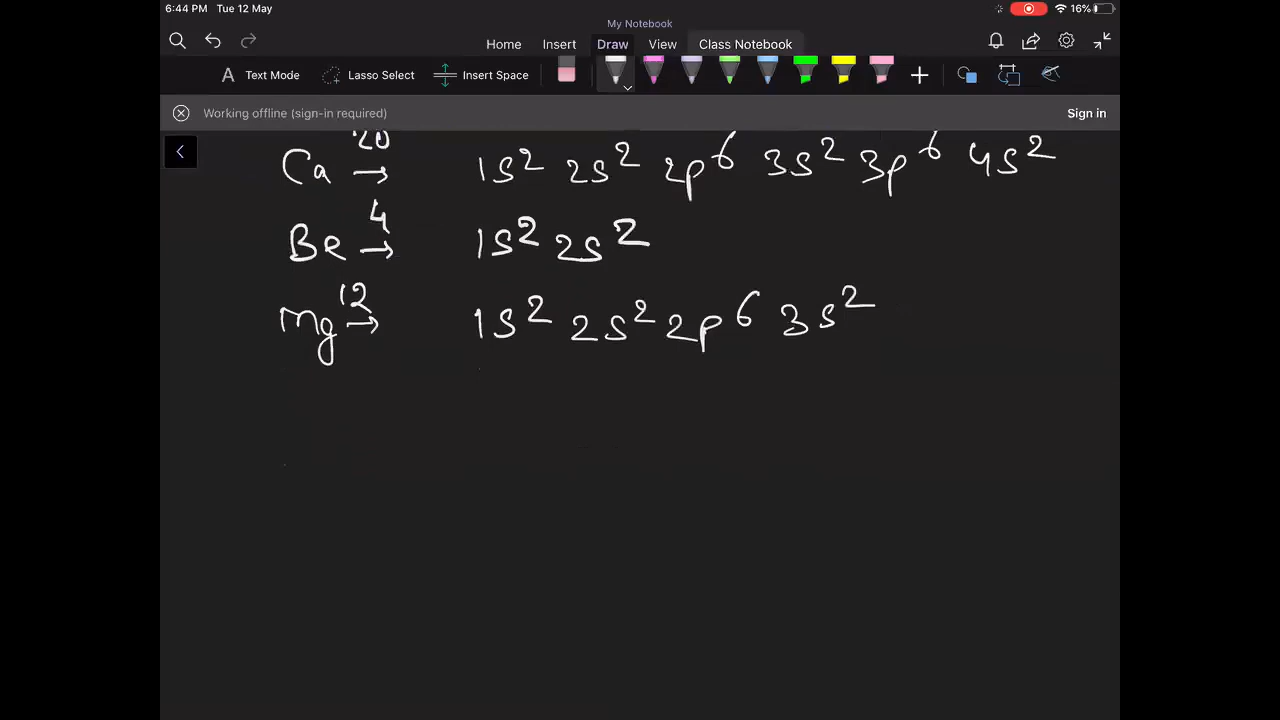 6:44 PM Tue 12 May 16%
My Notebook
Home Insert Draw View Class Notebook
A Text Mode Lasso Select Insert Space
Working offline (sign-in required) Sign in
Ca 20→ 1s² 2s² 2p⁶ 3s² 3p⁶ 4s²
Be 4→ 1s² 2s²
Mg 12→ 1s² 2s² 2p⁶ 3s²